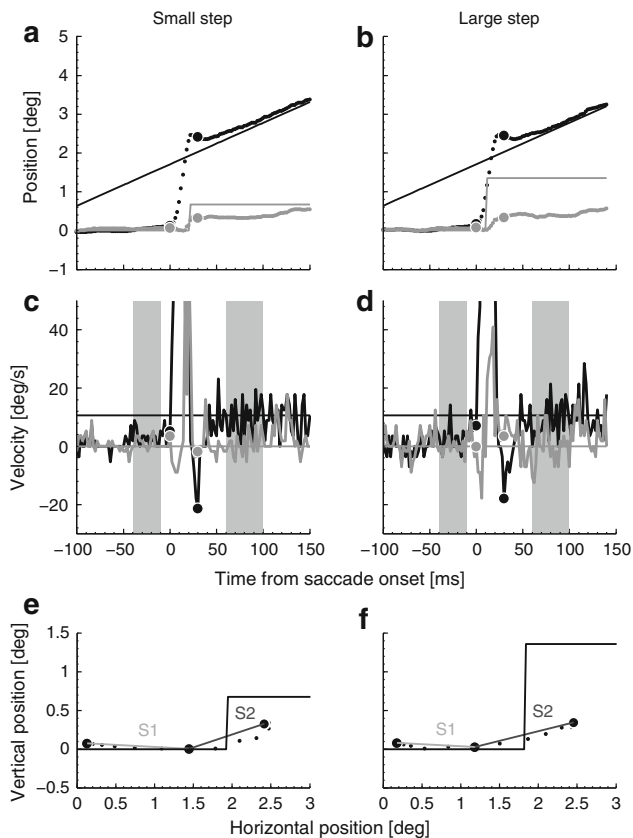 Small step
Large step
a
b
Position [deg]
5
4
3
2
1
0
−1
c
d
Velocity [deg/s]
40
20
0
−20
−100 −50 0 50 100 150
−100 −50 0 50 100 150
Time from saccade onset [ms]
e
f
Vertical position [deg]
1.5
1
0.5
0
−0.5
S1
S2
S1
S2
0 0.5 1 1.5 2 2.5 3
0 0.5 1 1.5 2 2.5 3
Horizontal position [deg]